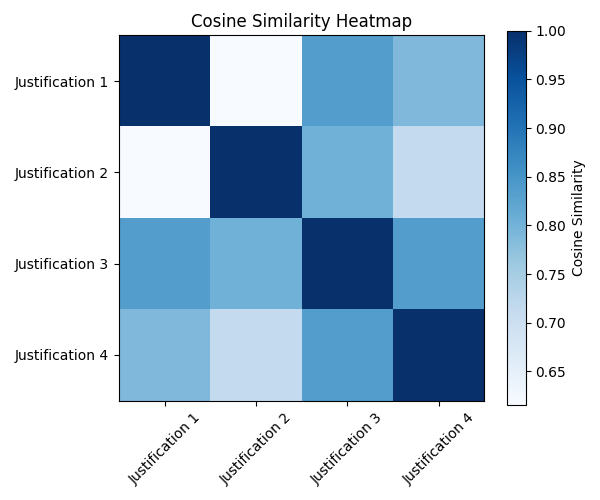 Cosine Similarity Heatmap
Justification 1
Justification 2
Justification 3
Justification 4
Justification 1
Justification 2
Justification 3
Justification 4
1.00
0.95
0.90
0.85
0.80
0.75
0.70
0.65
Cosine Similarity